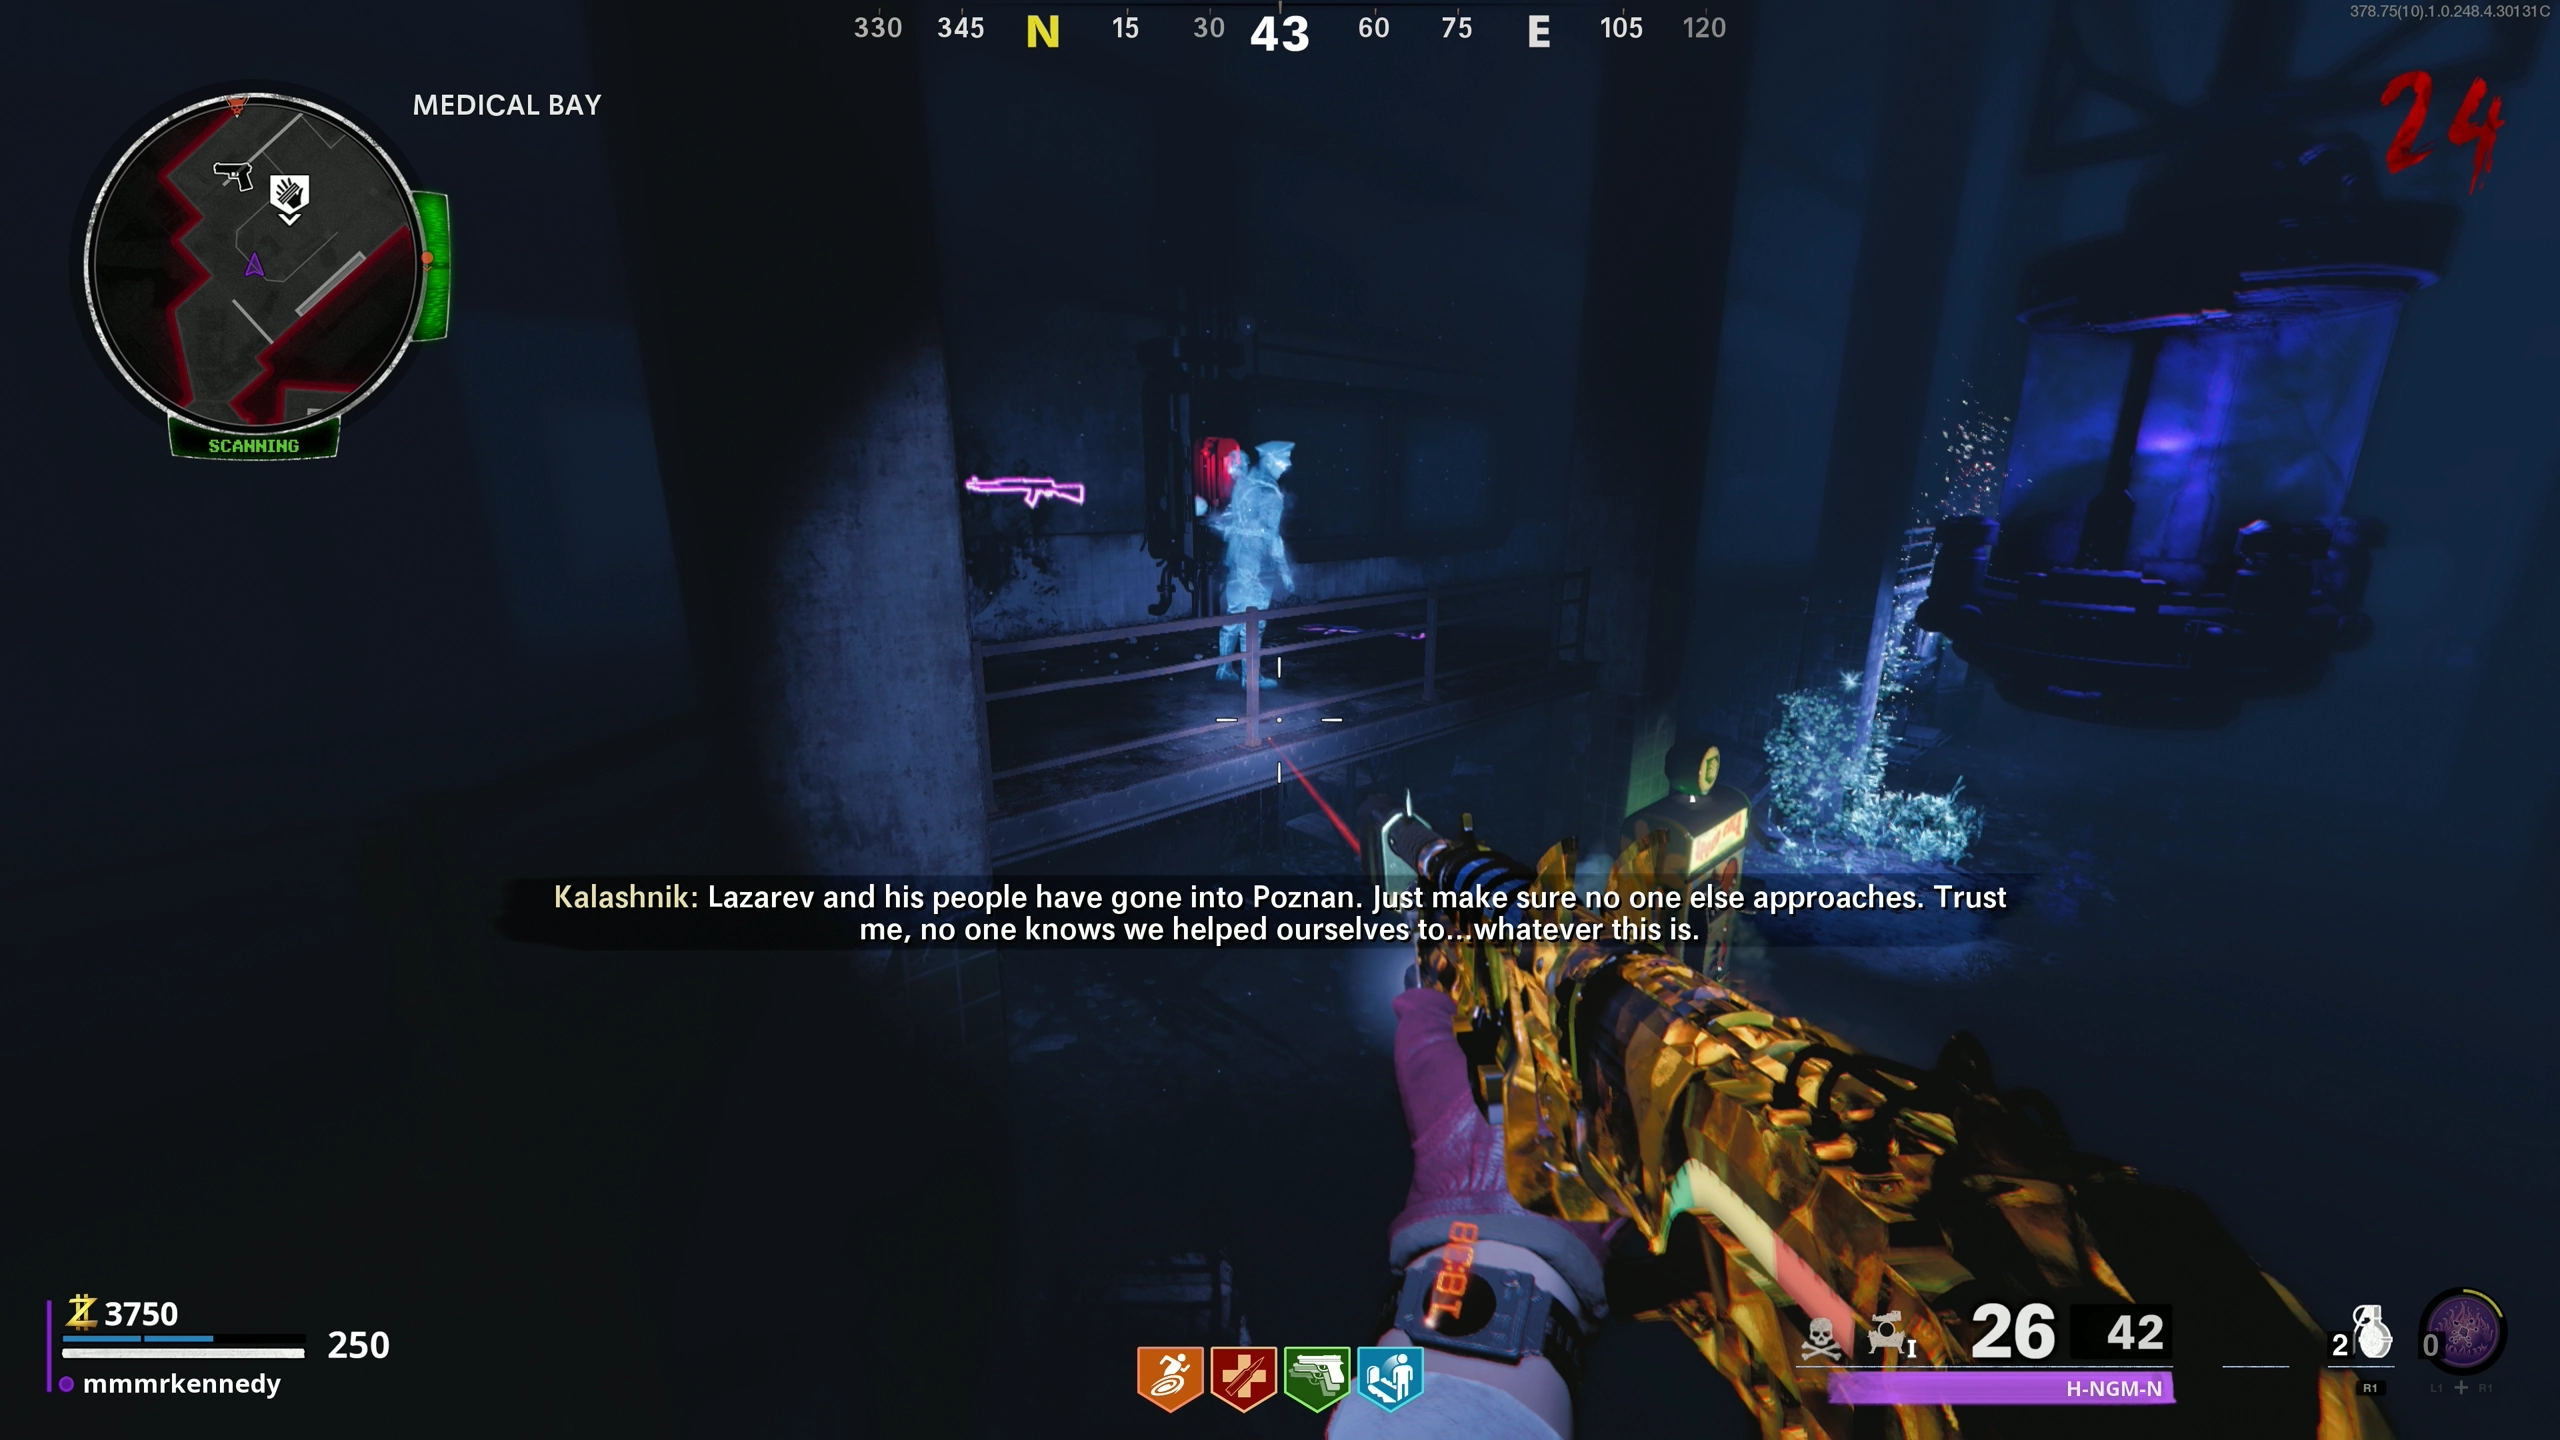 378.75(10).1.0.248.4.30131C
330 345 N 15 30 43 60 75 E 105 120
MEDICAL BAY
24
SCANNING
Kalashnik: Lazarev and his people have gone into Poznan. Just make sure no one else approaches. Trust
me, no one knows we helped ourselves to...whatever this is.
3750
250
mmmrkennedy
I
26 42
2
0
H-NGM-N
R1
L1 + R1